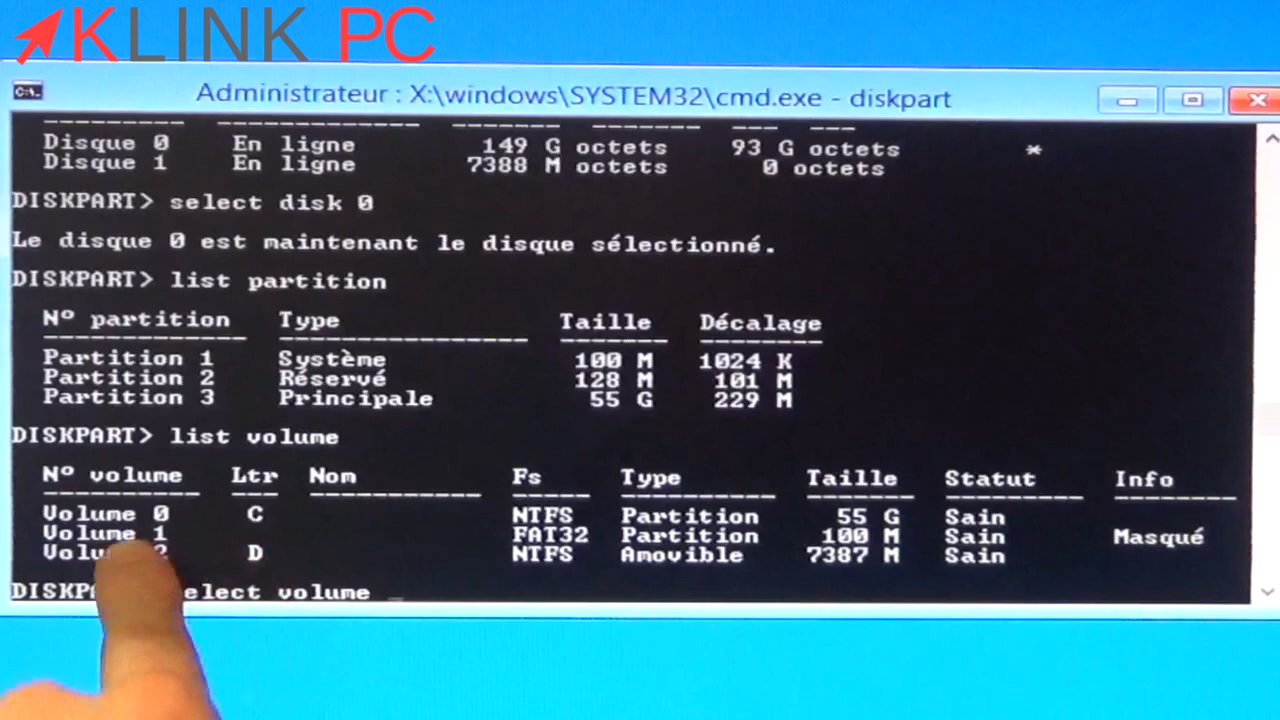 KLINK PC
Administrateur : X:\windows\SYSTEM32\cmd.exe - diskpart
Disque 0 En ligne 149 G octets 93 G octets *
Disque 1 En ligne 7388 M octets 0 octets
DISKPART> select disk 0
Le disque 0 est maintenant le disque sélectionné.
DISKPART> list partition
N° partition Type Taille Décalage
Partition 1 Système 100 M 1024 K
Partition 2 Réservé 128 M 101 M
Partition 3 Principale 55 G 229 M
DISKPART> list volume
N° volume Ltr Nom Fs Type Taille Statut Info
Volume 0 C NTFS Partition 55 G Sain
Volume 1 FAT32 Partition 100 M Sain Masqué
D NTFS Amovible 7387 M Sain
volume